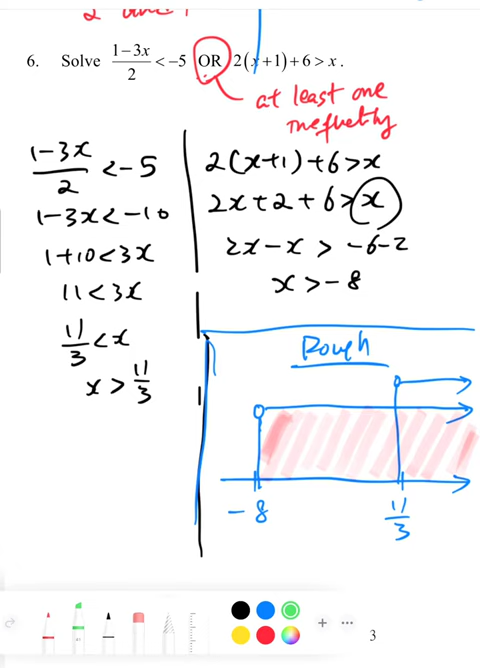 6. Solve (1−3x)/2 < −5 OR 2(x+1)+6 > x.
at least one
inequality
(1−3x)/2 < −5
1−3x < −10
1+10 < 3x
11 < 3x
11/3 < x
x > 11/3
2(x+1)+6 > x
2x+2+6 > x
2x−x > −6−2
x > −8
Rough
−8
11/3
3